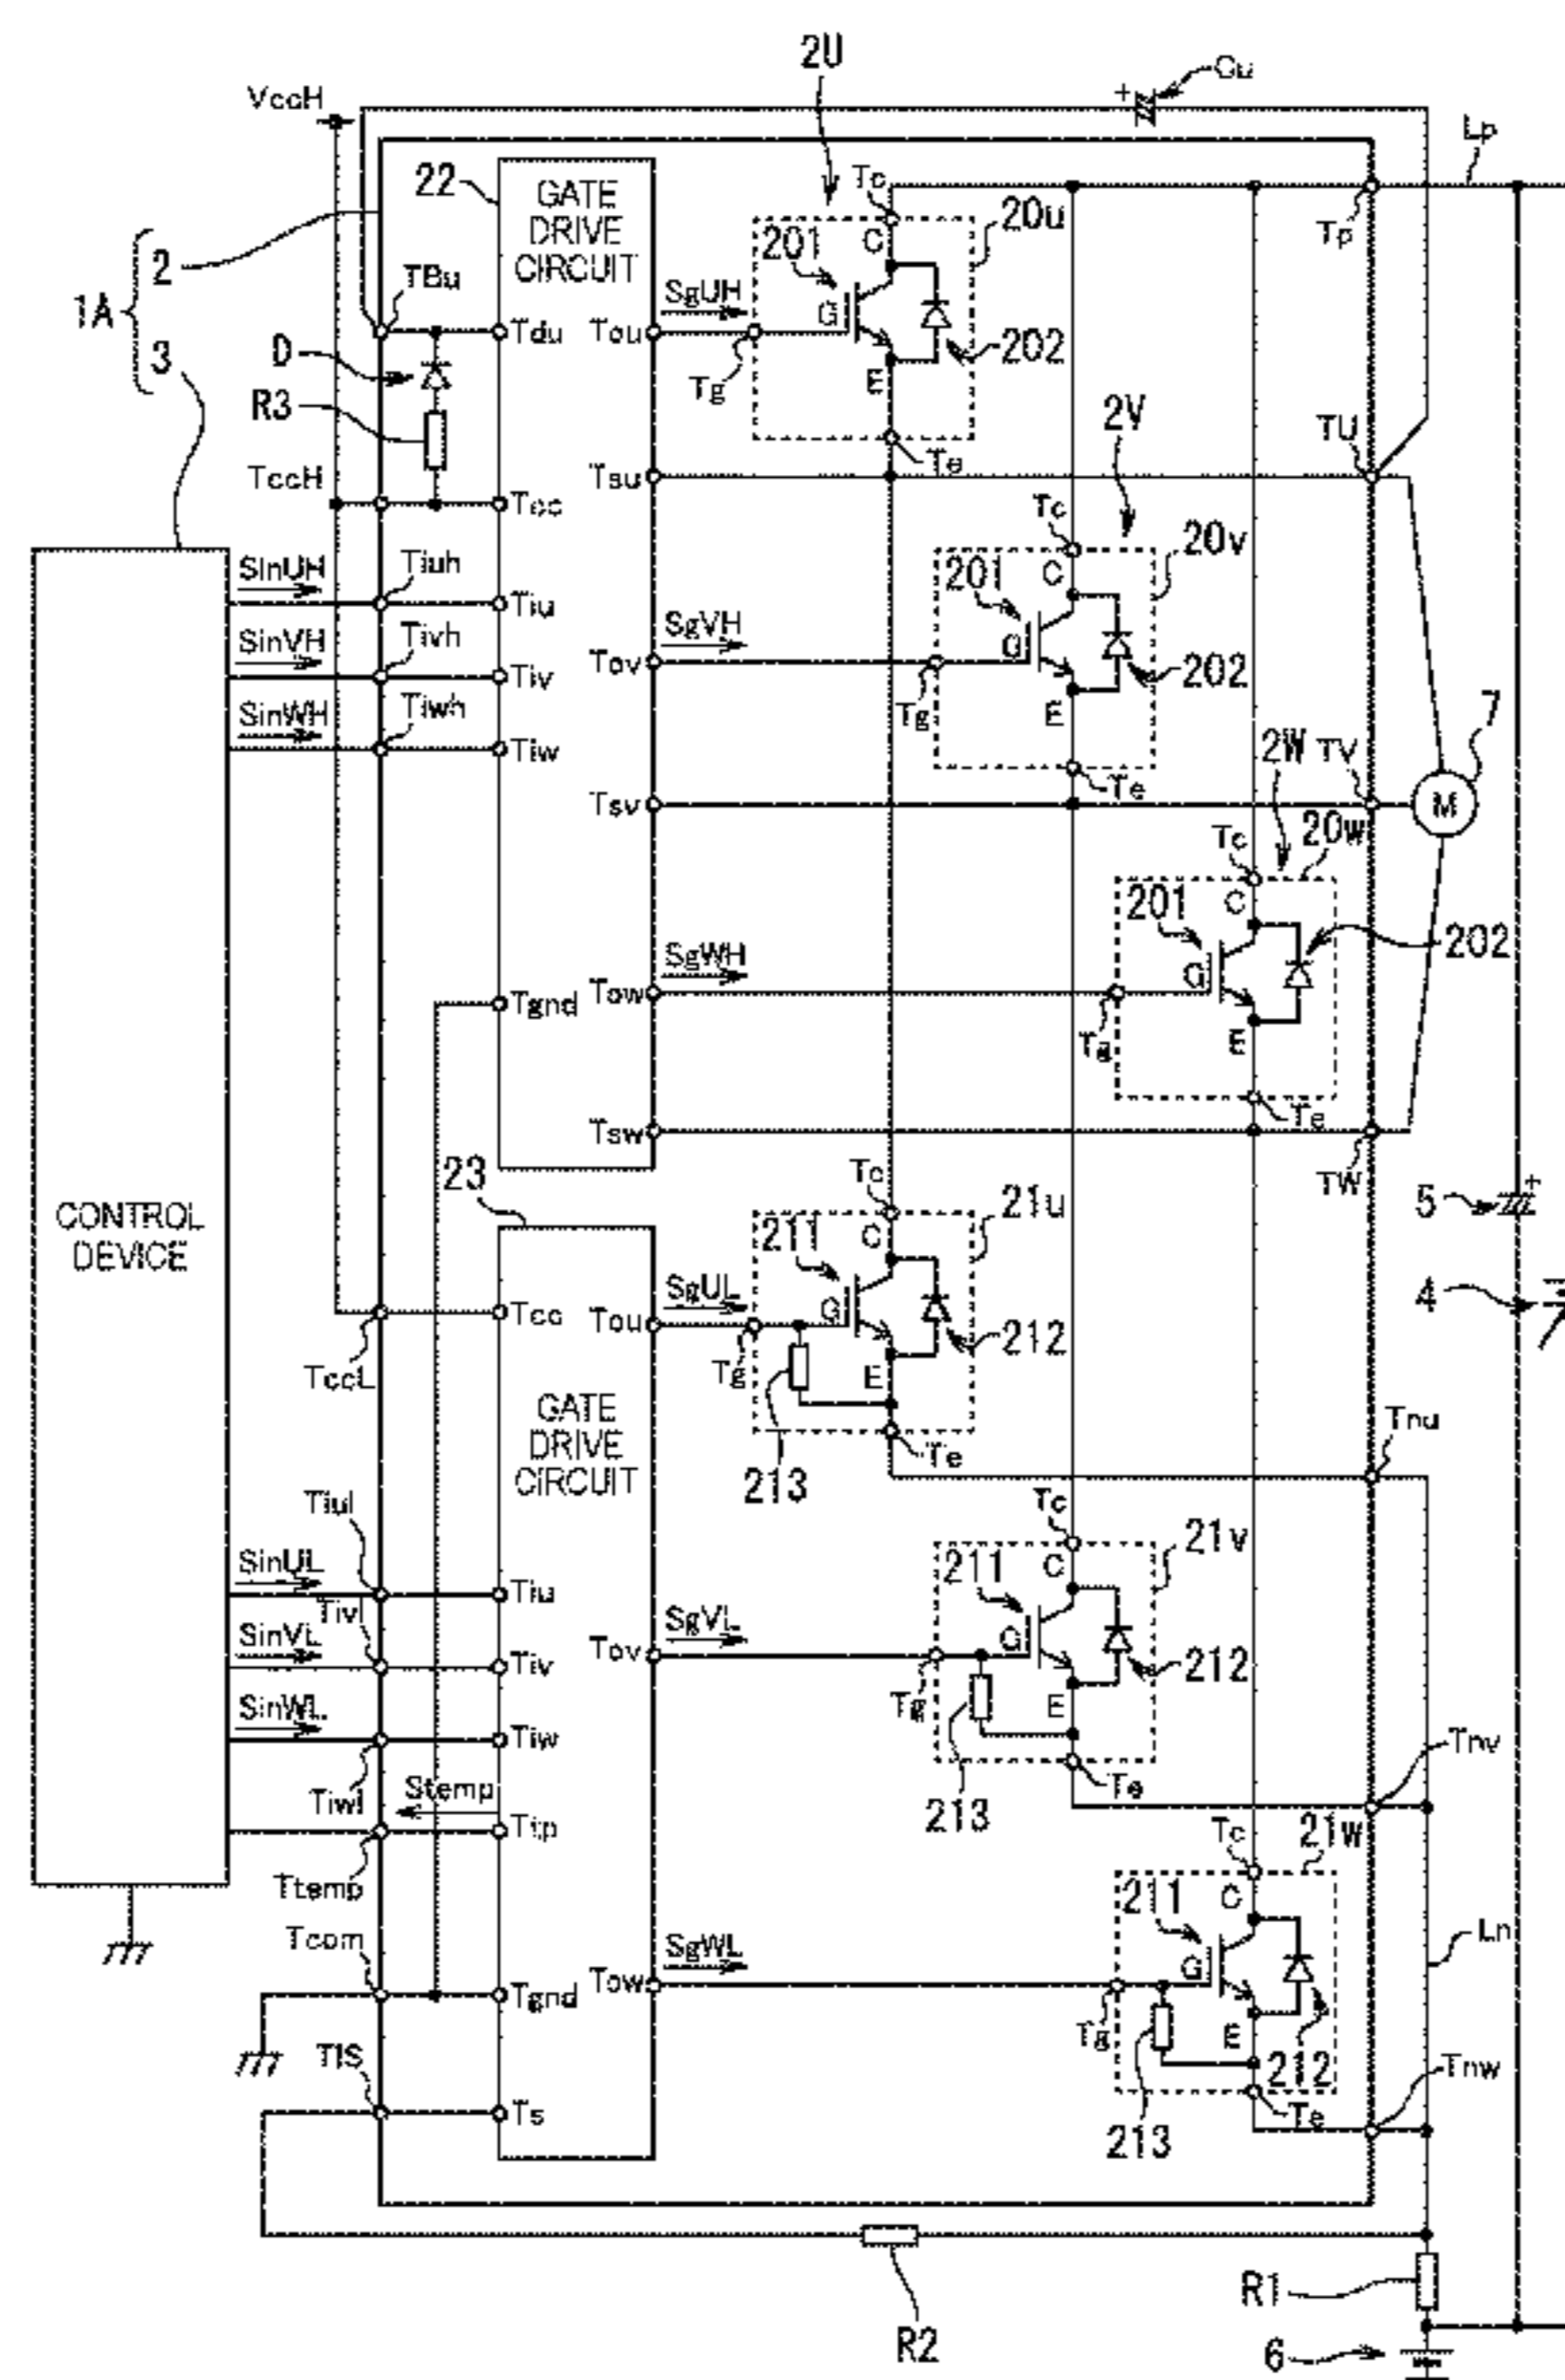 2U
Cu
VccH
+
Lp
22
GATE
DRIVE
CIRCUIT
Tc
20u
Tp
C
201
2
TBu
SgUH
G
1A
Tdu
Tou
202
D
3
Tg
E
2V
R3
TU
Te
TccH
Tsu
Tcc
Tc
20v
SinUH
Tiuh
C
201
Tiu
SgVH
SinVH
Tivh
G
Tov
Tiv
202
SinWH
Tiwh
Tg
E
7
Tiw
2W
TV
Te
Tsv
M
Tc
20w
C
201
SgWH
202
G
Tgnd
Tow
Tg
E
Te
Tsw
23
Tc
TW
5
+
21u
CONTROL
DEVICE
C
211
SgUL
4
Tcc
Tou
G
212
TccL
Tg
E
GATE
DRIVE
CIRCUIT
Tnu
Te
213
Tiul
Tc
21v
SinUL
C
211
Tiu
Tivl
SgVL
SinVL
G
Tov
Tiv
212
SinWL
Tg
E
Tiw
Tnv
Tiwl
Stemp
Te
213
Ttp
Tc
21w
Ttemp
C
211
Tcom
SgWL
Ln
G
Tow
Tgnd
Tg
E
TIS
212
Tnw
Ts
Te
213
R1
R2
6